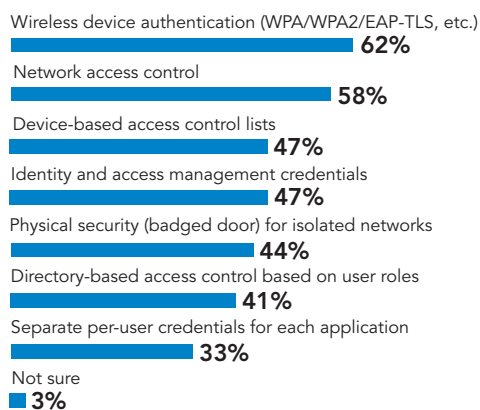 Wireless device authentication (WPA/WPA2/EAP-TLS, etc.)
62%
Network access control
58%
Device-based access control lists
47%
Identity and access management credentials
47%
Physical security (badged door) for isolated networks
44%
Directory-based access control based on user roles
41%
Separate per-user credentials for each application
33%
Not sure
3%